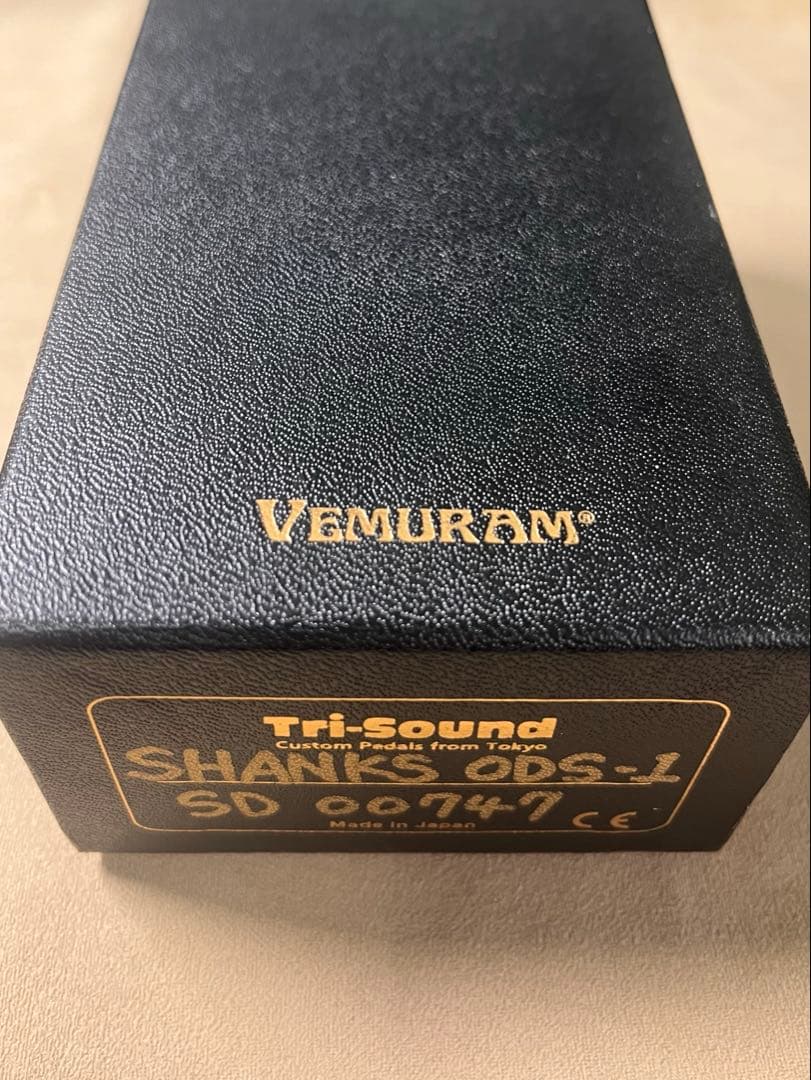 VEMURAM®
Tri-Sound
Custom Pedals from Tokyo
SHANKS ODS-1
SD 00747
Made in Japan
CE